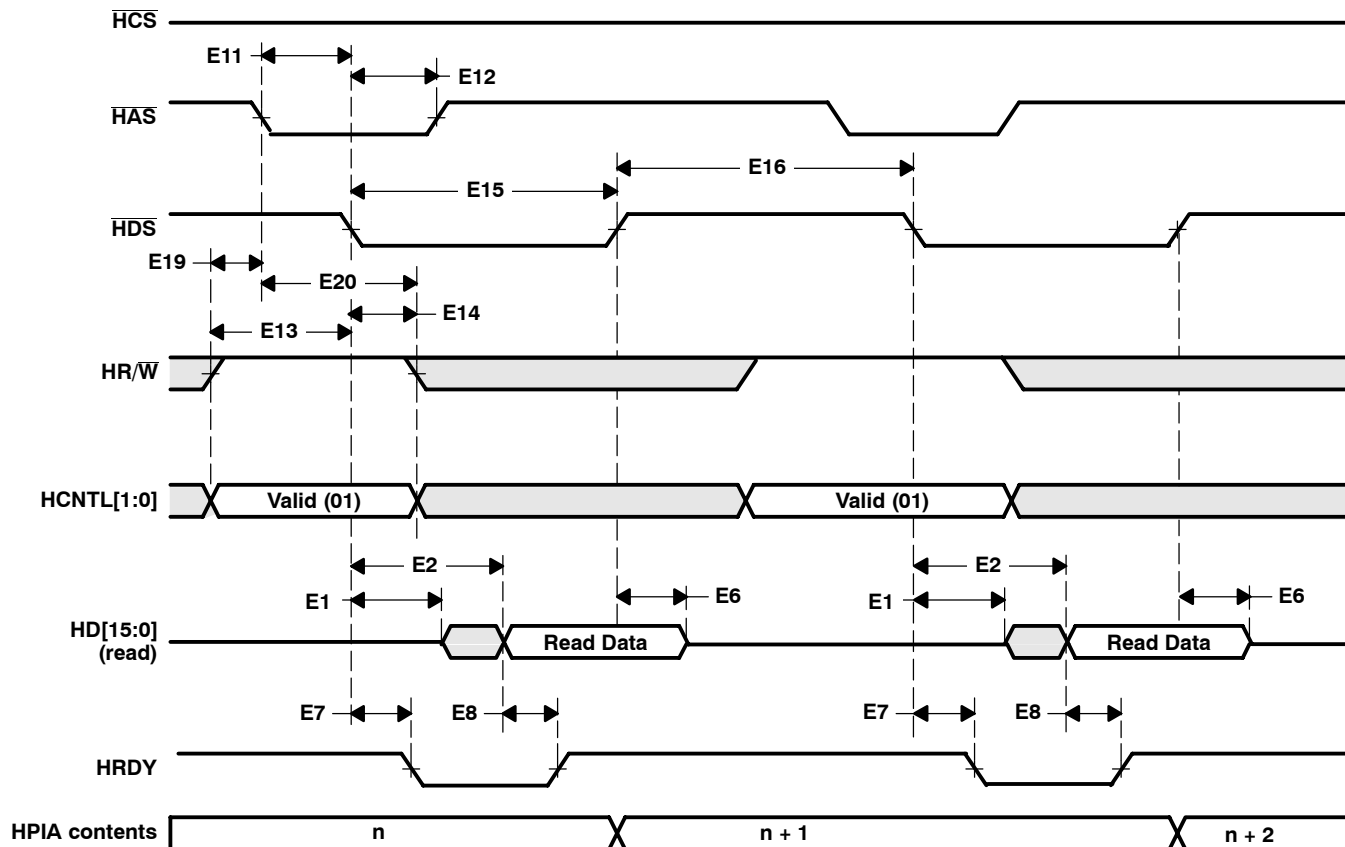 HCS
E11
E12
HAS
E16
E15
HDS
E19
E20
E14
E13
HR/W
HCNTL[1:0] Valid (01) Valid (01)
E2 E2
E1 E6 E1 E6
HD[15:0]
(read)
Read Data Read Data
E7 E8 E7 E8
HRDY
HPIA contents n n + 1 n + 2